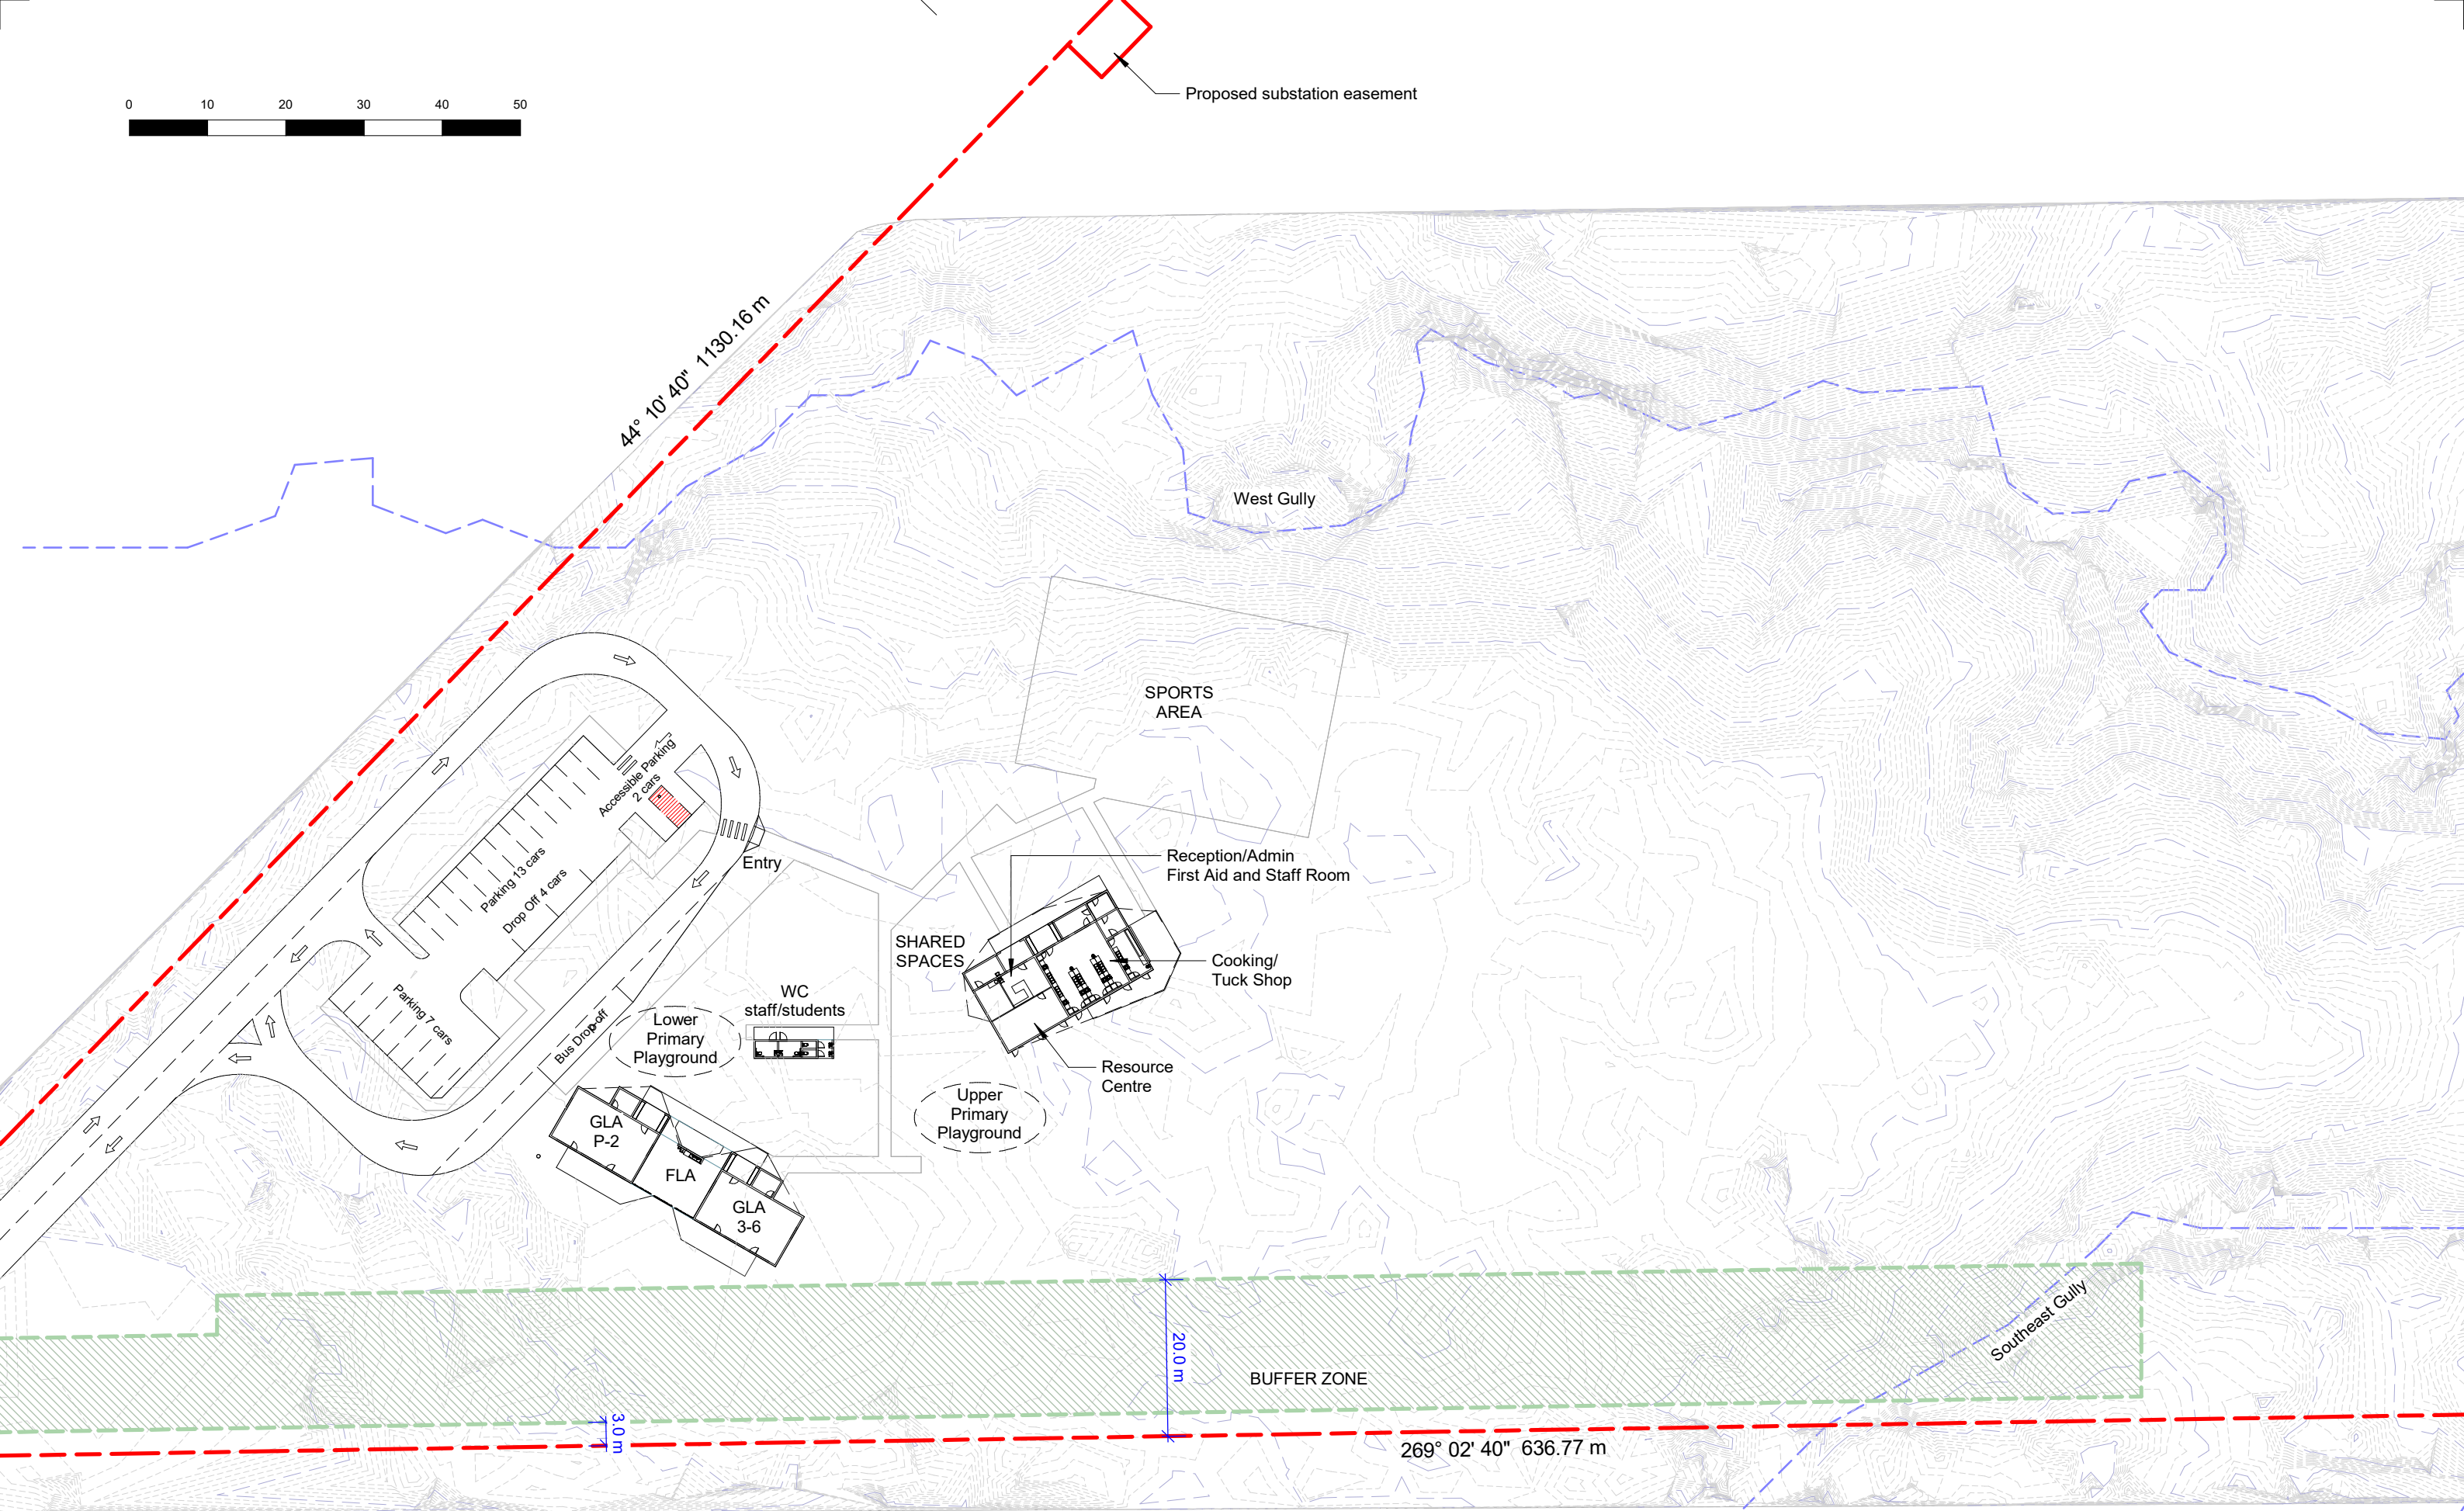 0 10 20 30 40 50
Proposed substation easement
44° 10' 40" 1130.16 m
West Gully
SPORTS
AREA
Accessible Parking
2 cars
Parking 13 cars
Drop Off 4 cars
Entry
Reception/Admin
First Aid and Staff Room
SHARED
SPACES
Cooking/
Tuck Shop
WC
staff/students
Parking 7 cars
Bus Drop-off
Lower
Primary
Playground
Resource
Centre
Upper
Primary
Playground
GLA
P-2
FLA
GLA
3-6
Southeast Gully
20.0 m
BUFFER ZONE
3.0 m
269° 02' 40" 636.77 m